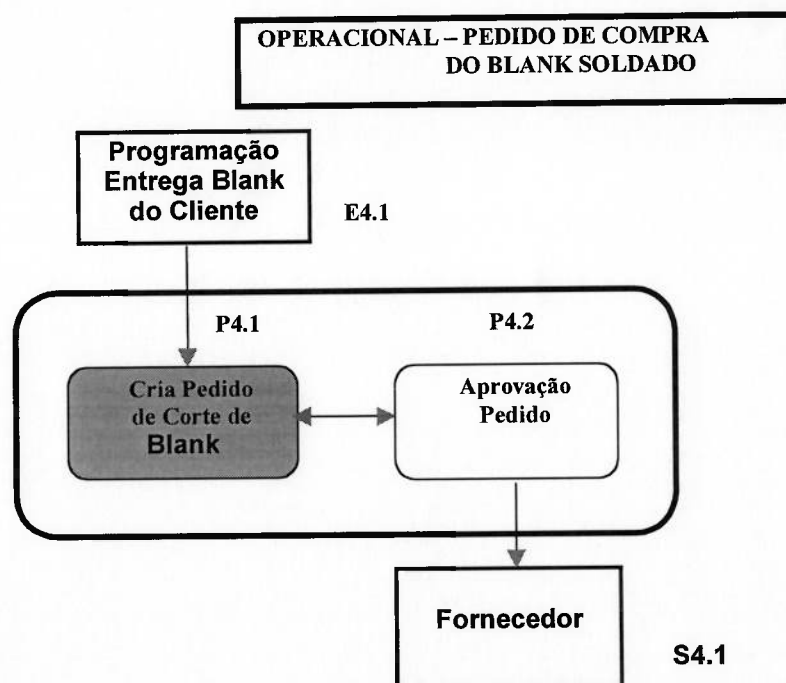 OPERACIONAL – PEDIDO DE COMPRA
DO BLANK SOLDADO
Programação
Entrega Blank
do Cliente
E4.1
P4.1
P4.2
Cria Pedido
de Corte de
Blank
Aprovação
Pedido
Fornecedor
S4.1